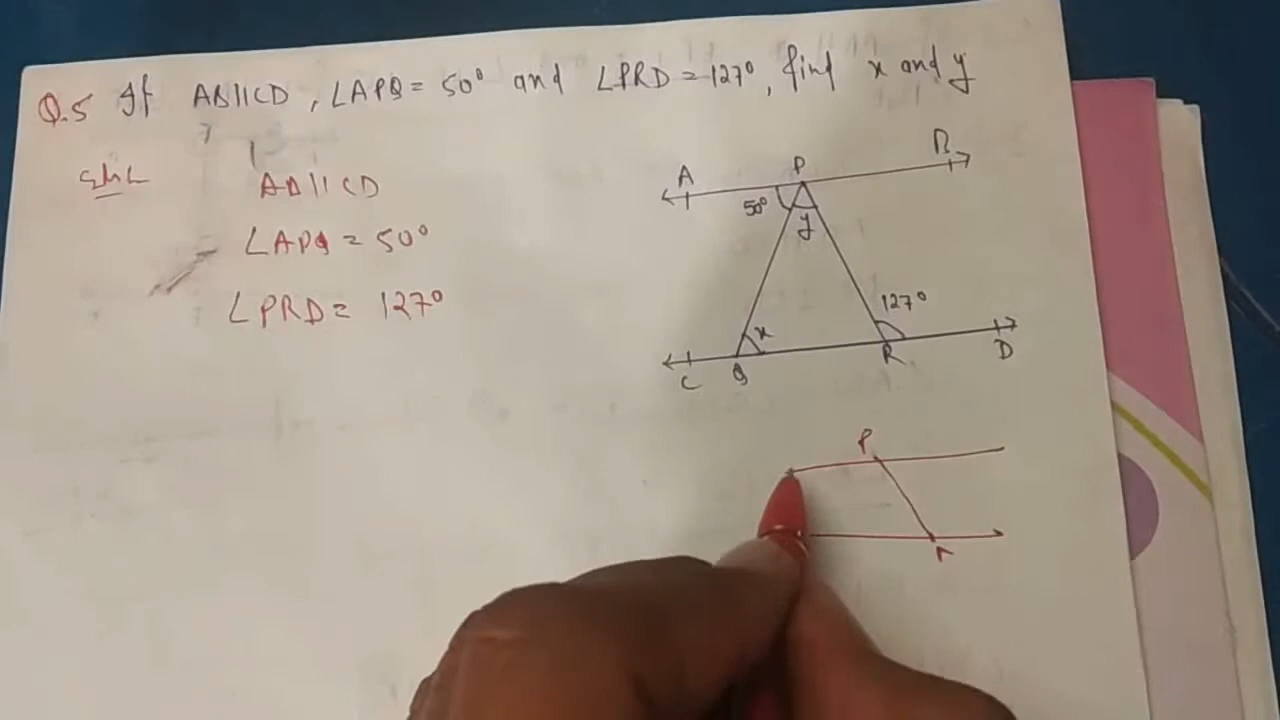 Q.5 If AB||CD, ∠APQ = 50° and ∠PRD = 127°, find x and y
AB||CD
∠APQ = 50°
∠PRD = 127°
A P B
50° y
x 127°
C Q R D
P
r